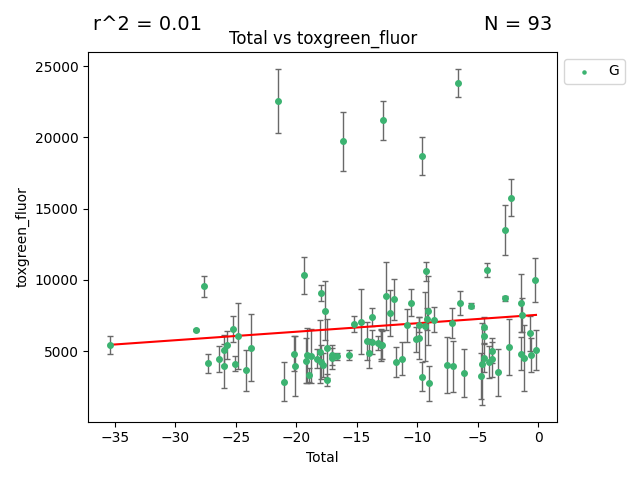 r^2 = 0.01
N = 93
Total vs toxgreen_fluor
G
toxgreen_fluor
25000
20000
15000
10000
5000
−35 −30 −25 −20 −15 −10 −5 0
Total